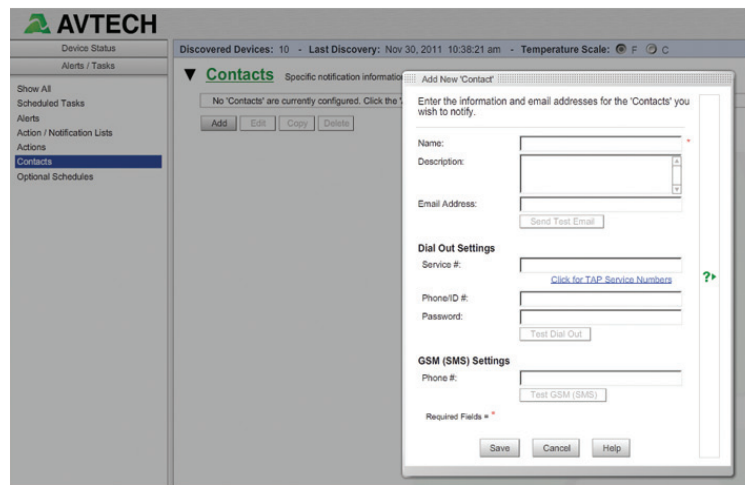 AVTECH
Device Status
Alerts / Tasks
Show All
Scheduled Tasks
Alerts
Action / Notification Lists
Actions
Contacts
Optional Schedules
Discovered Devices: 10 - Last Discovery: Nov 30, 2011 10:38:21 am - Temperature Scale: F C
Contacts Specific notification information
No 'Contacts' are currently configured. Click the '
Add Edit Copy Delete
Add New 'Contact'
Enter the information and email addresses for the 'Contacts' you
wish to notify.
Name: *
Description:
Email Address:
Send Test Email
Dial Out Settings
Service #:
Click for TAP Service Numbers
Phone/ID #:
Password:
Test Dial Out
GSM (SMS) Settings
Phone #:
Test GSM (SMS)
Required Fields = *
Save Cancel Help
?